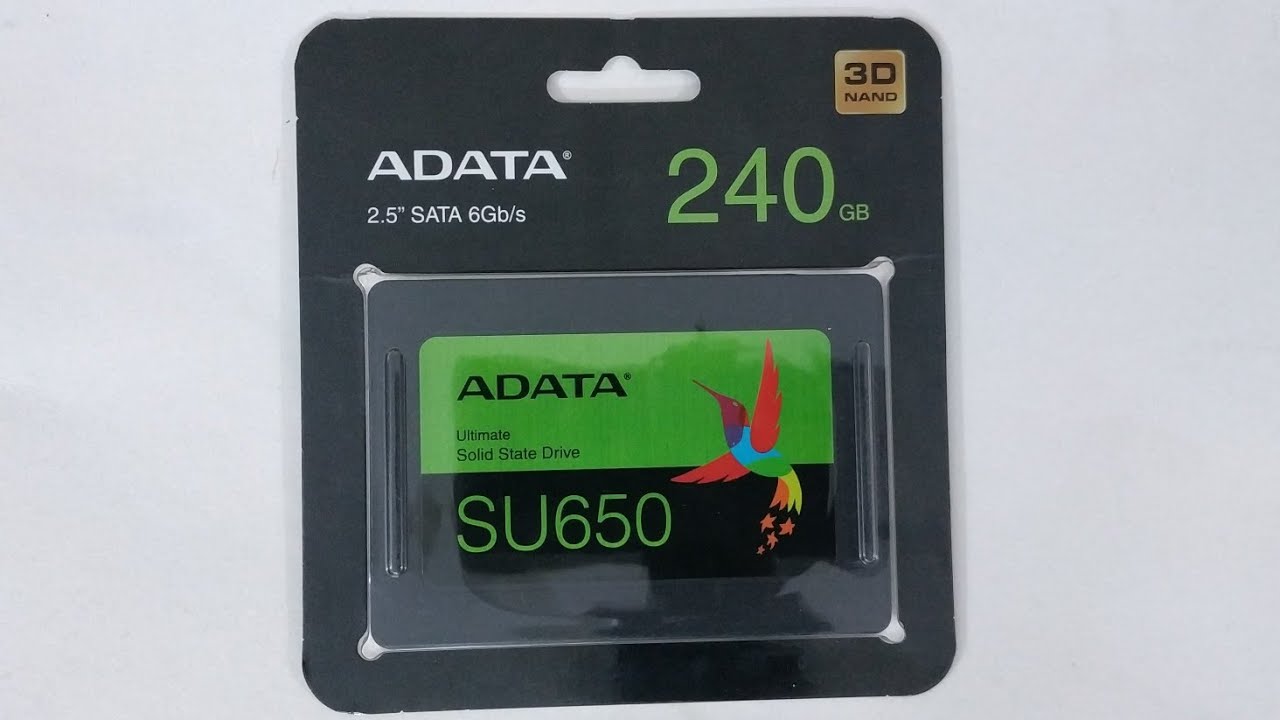 3D
NAND
ADATA®
240 GB
2.5” SATA 6Gb/s
ADATA®
Ultimate
Solid State Drive
SU650